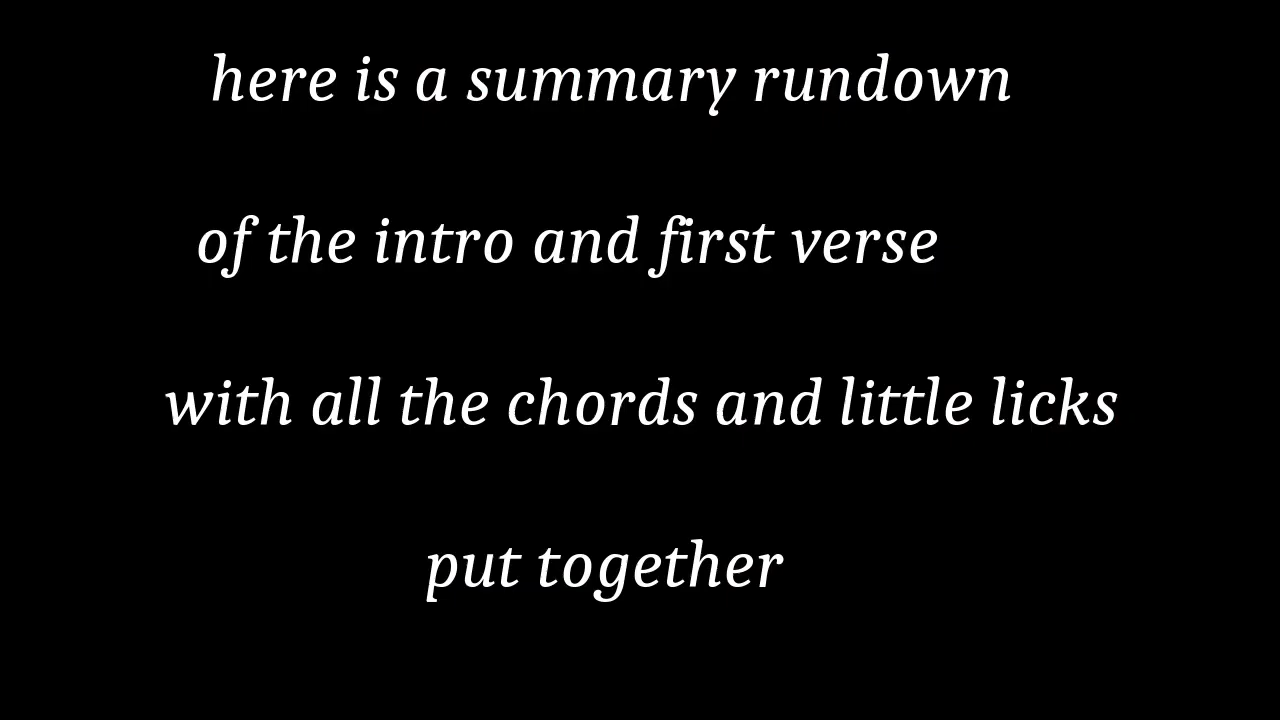 here is a summary rundown
of the intro and first verse
with all the chords and little licks
put together